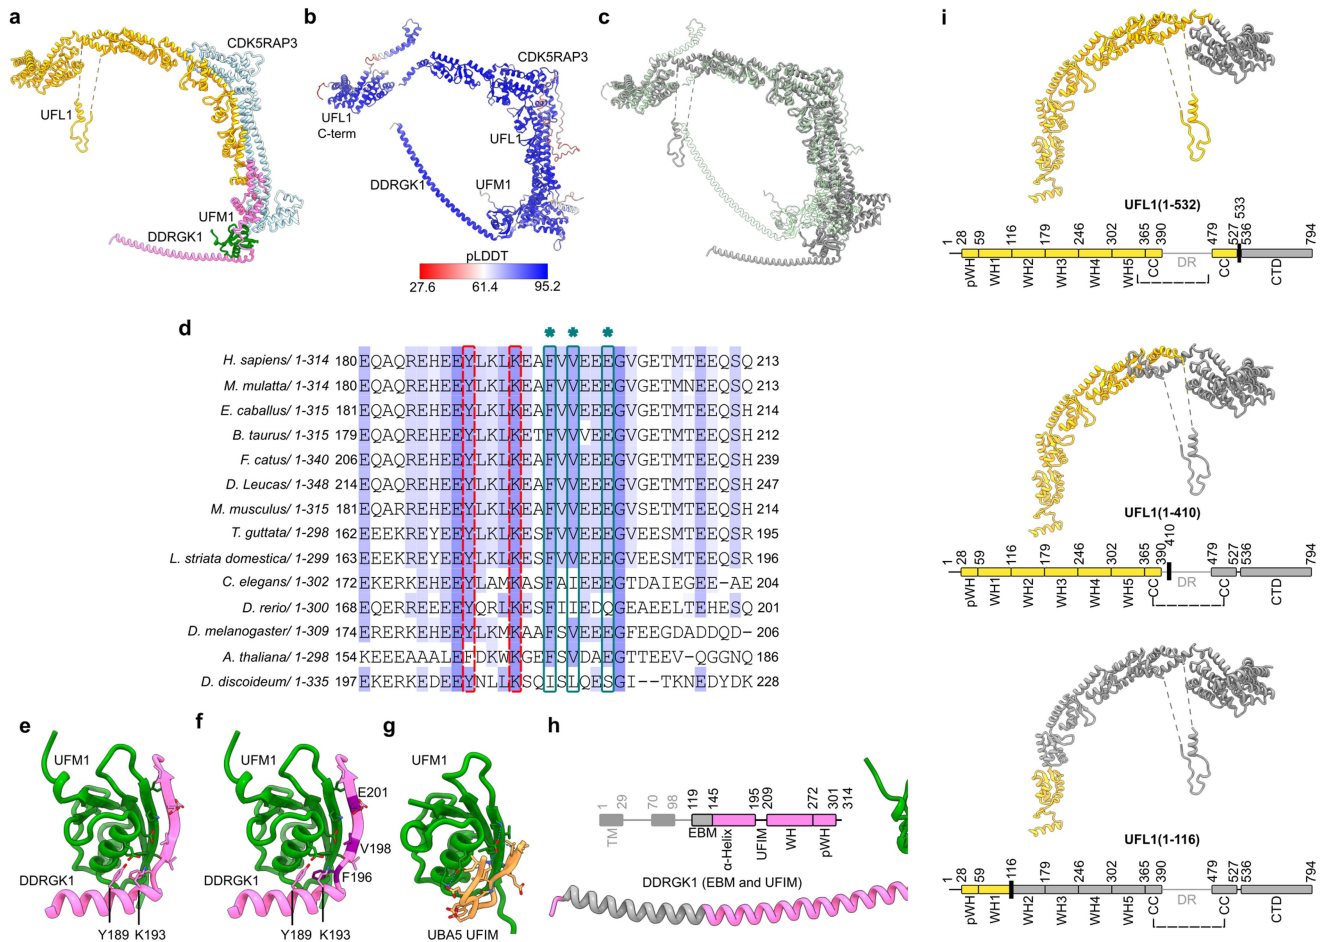 a
CDK5RAP3
UFL1
UFM1
DDRGK1
b
CDK5RAP3
UFL1
C-term
UFL1
DDRGK1
UFM1
pLDDT
27.6 61.4 95.2
c
d
* * *
H. sapiens/ 1-314 180 EQAQREHEEYLKLKEAFVVEEEGVGETMTEEQSQ 213
M. mulatta/ 1-314 180 EQAQREHEEYLKLKEAFVVEEEGVGETMNEEQSQ 213
E. caballus/ 1-315 181 EQAQREHEEYLKLKEAFVVEEEGVGETMTEEQSH 214
B. taurus/ 1-315 179 EQAQREHEEYLKLKETFVVVEEGVGETMTEEQSH 212
F. catus/ 1-340 206 EQAQREHEEYLKLKEAFVVEEEGVGETMTEEQSH 239
D. Leucas/ 1-348 214 EQAQREHEEYLKLKEAFVVEEEGVGETMTEEQSH 247
M. musculus/ 1-315 181 EQARREHEEYLKLKEAFVVEEEGVSETMTEEQSH 214
T. guttata/ 1-298 162 EEEKREYEEYLKLKEAFVVEEEGVEESMTEEQSR 195
L. striata domestica/ 1-299 163 EEEKREYEEYLKLKESFVVEEEGVEESMTEEQSR 196
C. elegans/ 1-302 172 EKERKEHEEYLAMKASFAIEEEGTDAIEGEE-AE 204
D. rerio/ 1-300 168 EQERREEEEYQRLKESFIIEDQGEAEELTEHESQ 201
D. melanogaster/ 1-309 174 ERERKEHEEYLKMKAAFSVEEEGFEEGDADDQD- 206
A. thaliana/ 1-298 154 KEEEAAALEFDKWKGEFSVDAEGTTEEV-QGGNQ 186
D. discoideum/ 1-335 197 EKERKEDEEYNLLKSQISLQESGI--TKNEDYDK 228
e
UFM1
DDRGK1
Y189 K193
f
UFM1
E201
V198
F196
DDRGK1
Y189 K193
g
UFM1
UBA5 UFIM
h
1 29 70 98 119 145 195 209 272 301 314
TM EBM α-Helix UFIM WH pWH
DDRGK1 (EBM and UFIM)
i
UFL1(1-532)
1 28 59 116 179 246 302 365 390 479 527 533 536 794
pWH WH1 WH2 WH3 WH4 WH5 CC DR CC CTD
UFL1(1-410)
1 28 59 116 179 246 302 365 390 410 479 527 536 794
pWH WH1 WH2 WH3 WH4 WH5 CC DR CC CTD
UFL1(1-116)
1 28 59 116 179 246 302 365 390 479 527 536 794
pWH WH1 WH2 WH3 WH4 WH5 CC DR CC CTD